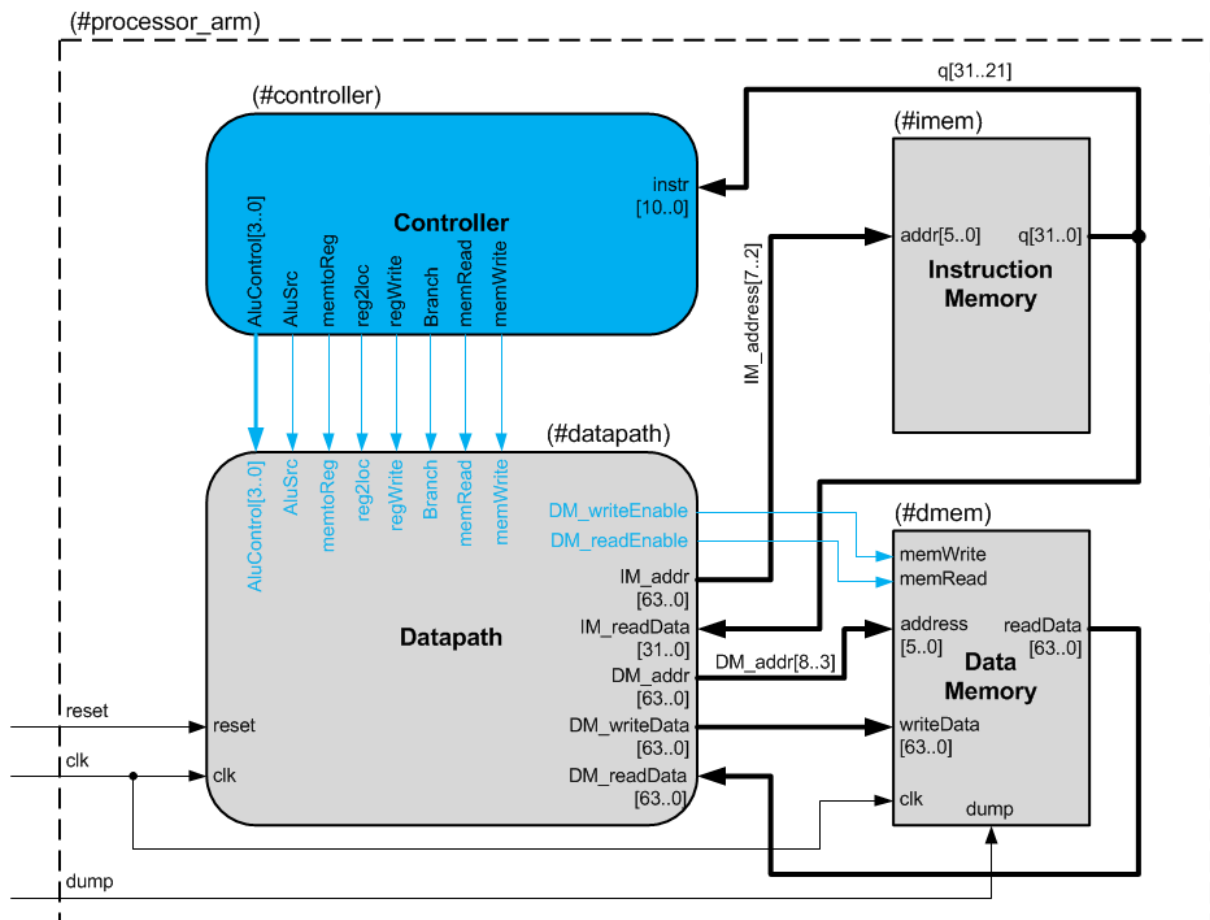 (#processor_arm)
q[31..21]
(#controller)
(#imem)
instr
[10..0]
Controller
AluControl[3..0]
AluSrc
memtoReg
reg2loc
regWrite
Branch
memRead
memWrite
addr[5..0]
q[31..0]
Instruction
Memory
IM_address[7..2]
(#datapath)
AluControl[3..0]
AluSrc
memtoReg
reg2loc
regWrite
Branch
memRead
memWrite
DM_writeEnable
DM_readEnable
IM_addr
[63..0]
IM_readData
[31..0]
DM_addr
[63..0]
DM_writeData
[63..0]
DM_readData
[63..0]
Datapath
DM_addr[8..3]
(#dmem)
memWrite
memRead
address
[5..0]
readData
[63..0]
Data
Memory
writeData
[63..0]
clk
dump
reset
reset
clk
clk
dump